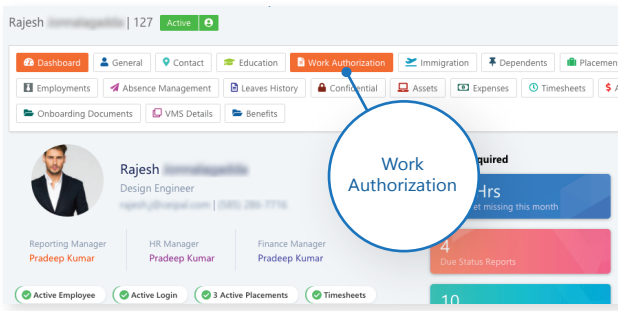 Rajesh | 127 Active
Dashboard General Contact Education Work Authorization Immigration Dependents Placemen
Employments Absence Management Leaves History Confidential Assets Expenses Timesheets $ A
Onboarding Documents VMS Details Benefits
Work
Authorization
quired
Hrs
et missing this month
Rajesh
Design Engineer
4
Due Status Reports
Reporting Manager HR Manager Finance Manager
Pradeep Kumar Pradeep Kumar Pradeep Kumar
Active Employee Active Login 3 Active Placements Timesheets
10